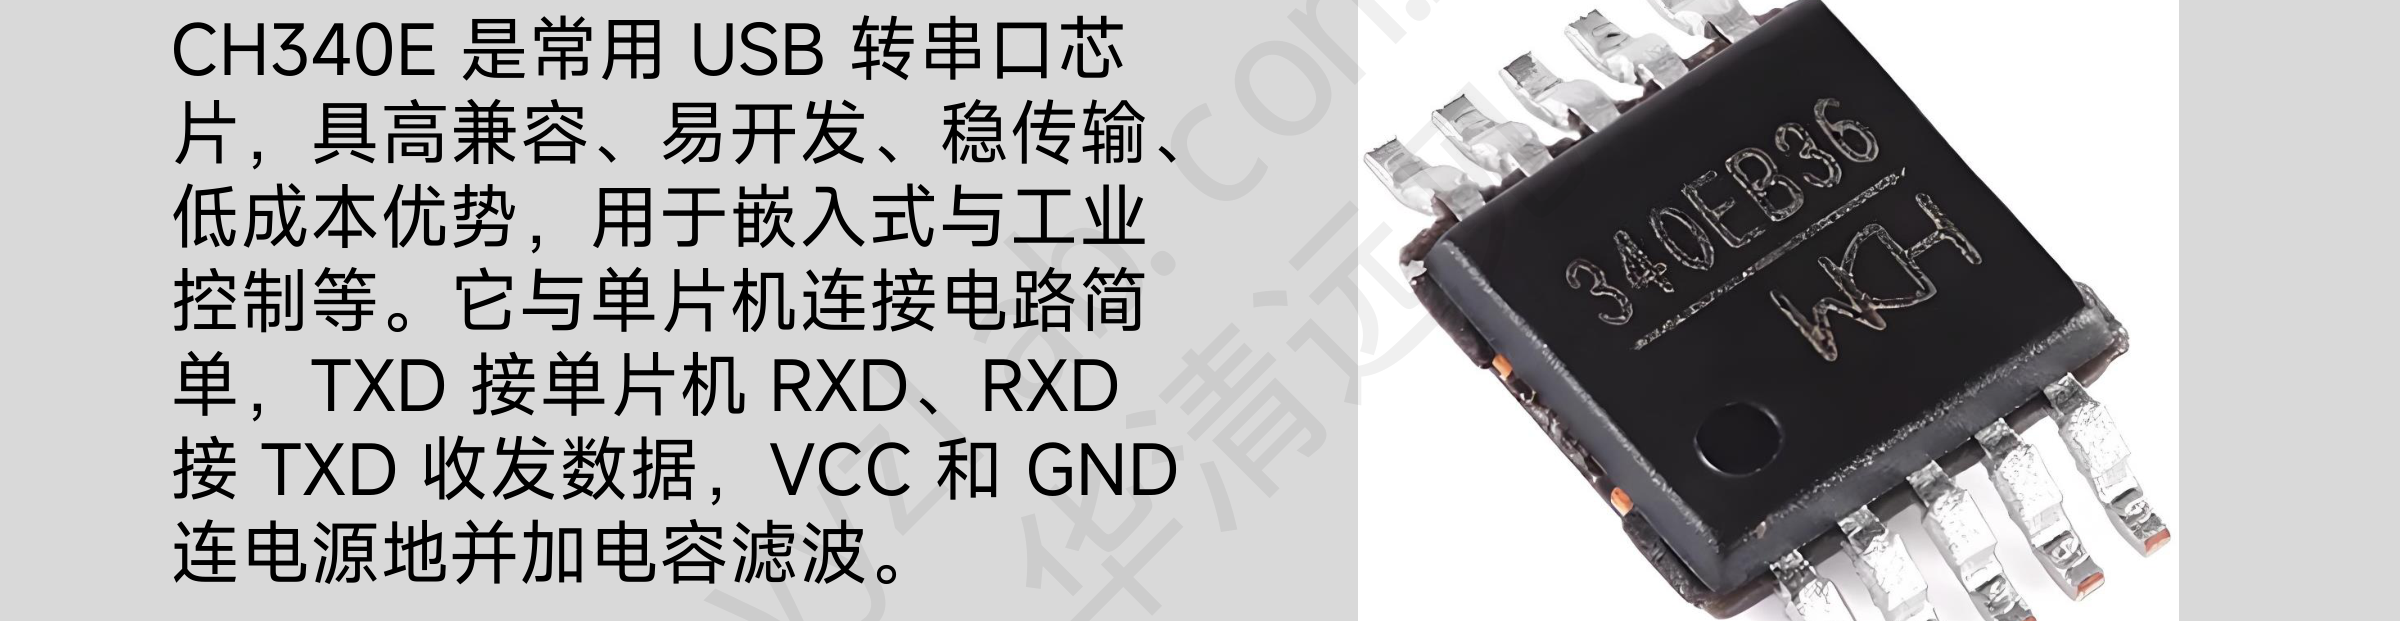 CH340E 是常用 USB 转串口芯
片，具高兼容、易开发、稳传输、
低成本优势，用于嵌入式与工业
控制等。它与单片机连接电路简
单，TXD 接单片机 RXD、RXD
接 TXD 收发数据，VCC 和 GND
连电源地并加电容滤波。
340EB36
WCH